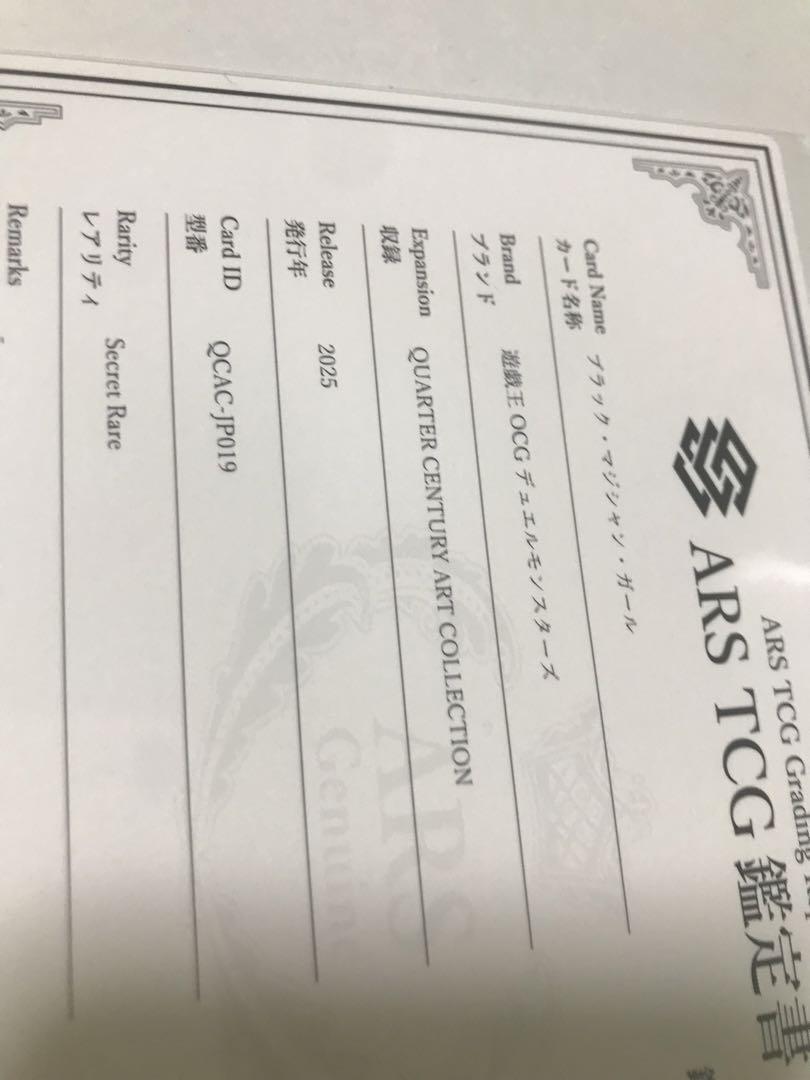 ARS TCG Grading
ARS TCG 鑑定書
Card Name ブラック・マジシャン・ガール
カード名称
Brand 遊戯王 OCG デュエルモンスターズ
ブランド
Expansion QUARTER CENTURY ART COLLECTION
収録
Release 2025
発行年
Card ID QCAC-JP019
型番
Rarity Secret Rare
レアリティ
Remarks
ARS
Genuine